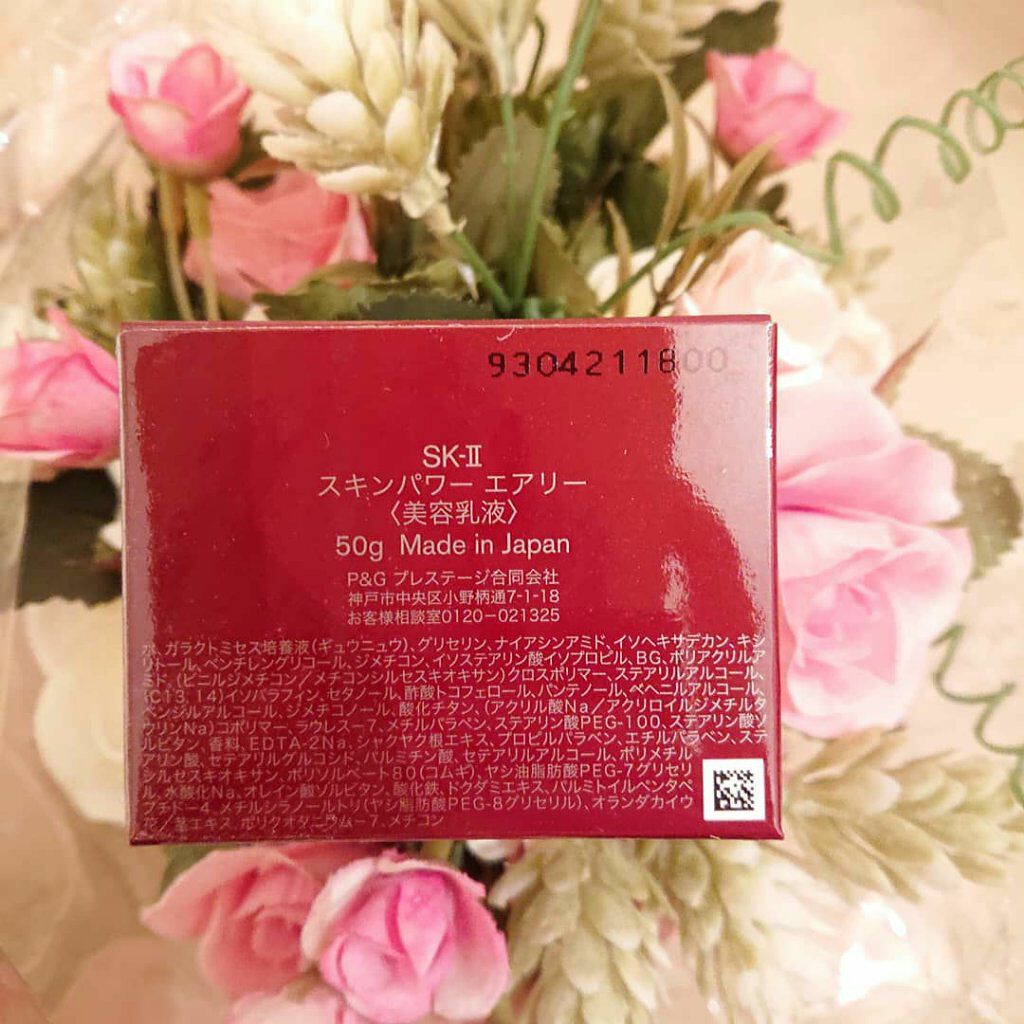 9304211800
SK-II
スキンパワー エアリー
〈美容乳液〉
50g Made in Japan
P&G プレステージ合同会社
神戸市中央区小野柄通7-1-18
お客様相談室0120-021325
水、ガラクトミセス培養液(ギュウニュウ)、グリセリン、ナイアシンアミド、イソヘキサデカン、キシ
リトール、ペンチレングリコール、ジメチコン、イソステアリン酸イソプロピル、BG、ポリアクリルア
ミド、(ビニルジメチコン/メチコンシルセスキオキサン)クロスポリマー、ステアリルアルコール、
(C13,14)イソパラフィン、セタノール、酢酸トコフェロール、パンテノール、ベヘニルアルコール、
ベンジルアルコール、ジメチコノール、酸化チタン、(アクリル酸Na/アクリロイルジメチルタ
ウリンNa)コポリマー、ラウレス-7、メチルパラベン、ステアリン酸PEG-100、ステアリン酸ソ
ルビタン、香料、EDTA-2Na、シャクヤク根エキス、プロピルパラベン、エチルパラベン、ステ
アリン酸、セテアリルグルコシド、パルミチン酸、セテアリルアルコール、ポリメチル
シルセスキオキサン、ポリソルベート80(コムギ)、ヤシ油脂肪酸PEG-7グリセリ
ル、水酸化Na、オレイン酸ソルビタン、酸化鉄、ドクダミエキス、パルミトイルペンタペ
プチド-4、メチルシラノールトリ(ヤシ脂肪酸PEG-8グリセリル)、オランダカイウ
花/茎エキス、ポリクオタニウム-7、メチコン